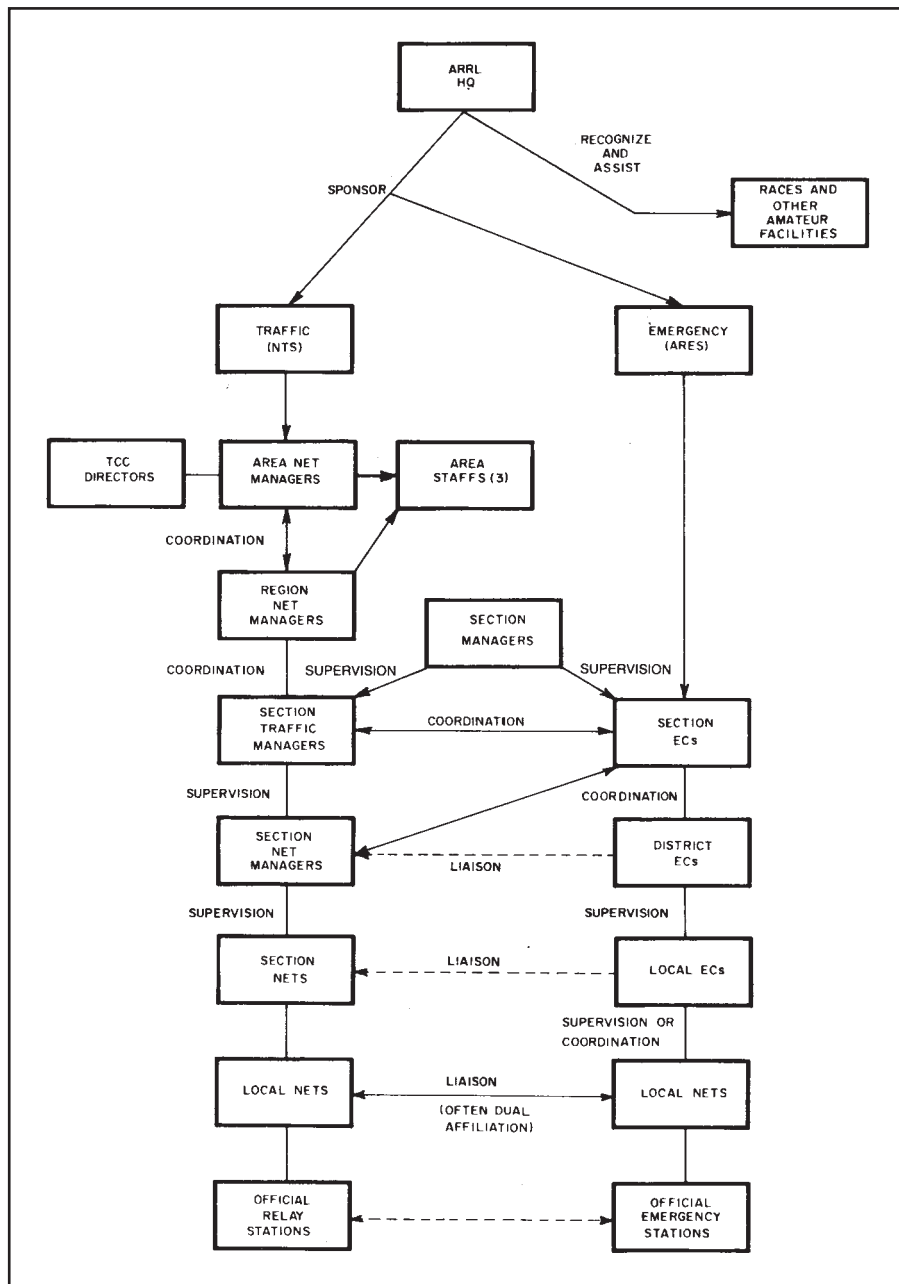 ARRL
HQ
RECOGNIZE
AND
ASSIST
SPONSOR
RACES AND
OTHER
AMATEUR
FACILITIES
TRAFFIC
(NTS)
EMERGENCY
(ARES)
TCC
DIRECTORS
AREA NET
MANAGERS
AREA
STAFFS (3)
COORDINATION
REGION
NET
MANAGERS
SECTION
MANAGERS
COORDINATION
SUPERVISION
SUPERVISION
SECTION
TRAFFIC
MANAGERS
COORDINATION
SECTION
ECs
SUPERVISION
COORDINATION
SECTION
NET
MANAGERS
LIAISON
DISTRICT
ECs
SUPERVISION
SUPERVISION
SECTION
NETS
LIAISON
LOCAL ECs
SUPERVISION OR
COORDINATION
LOCAL NETS
LIAISON
(OFTEN DUAL
AFFILIATION)
LOCAL NETS
OFFICIAL
RELAY
STATIONS
OFFICIAL
EMERGENCY
STATIONS